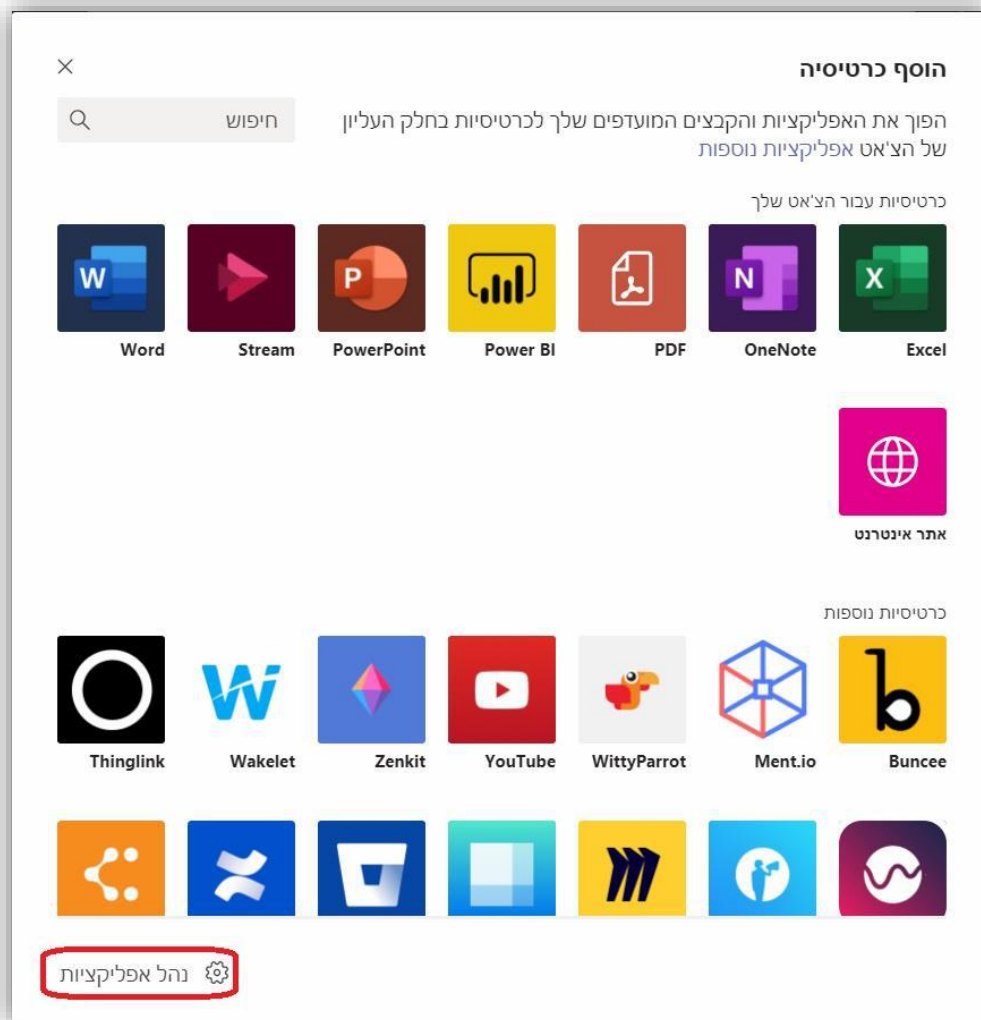 הוסף כרטיסיה
הפוך את האפליקציות והקבצים המועדפים שלך לכרטיסיות בחלק העליון
של הצ'אט אפליקציות נוספות
חיפוש
כרטיסיות עבור הצ'אט שלך
Excel
OneNote
PDF
Power BI
PowerPoint
Stream
Word
אתר אינטרנט
כרטיסיות נוספות
Buncee
Ment.io
WittyParrot
YouTube
Zenkit
Wakelet
Thinglink
נהל אפליקציות